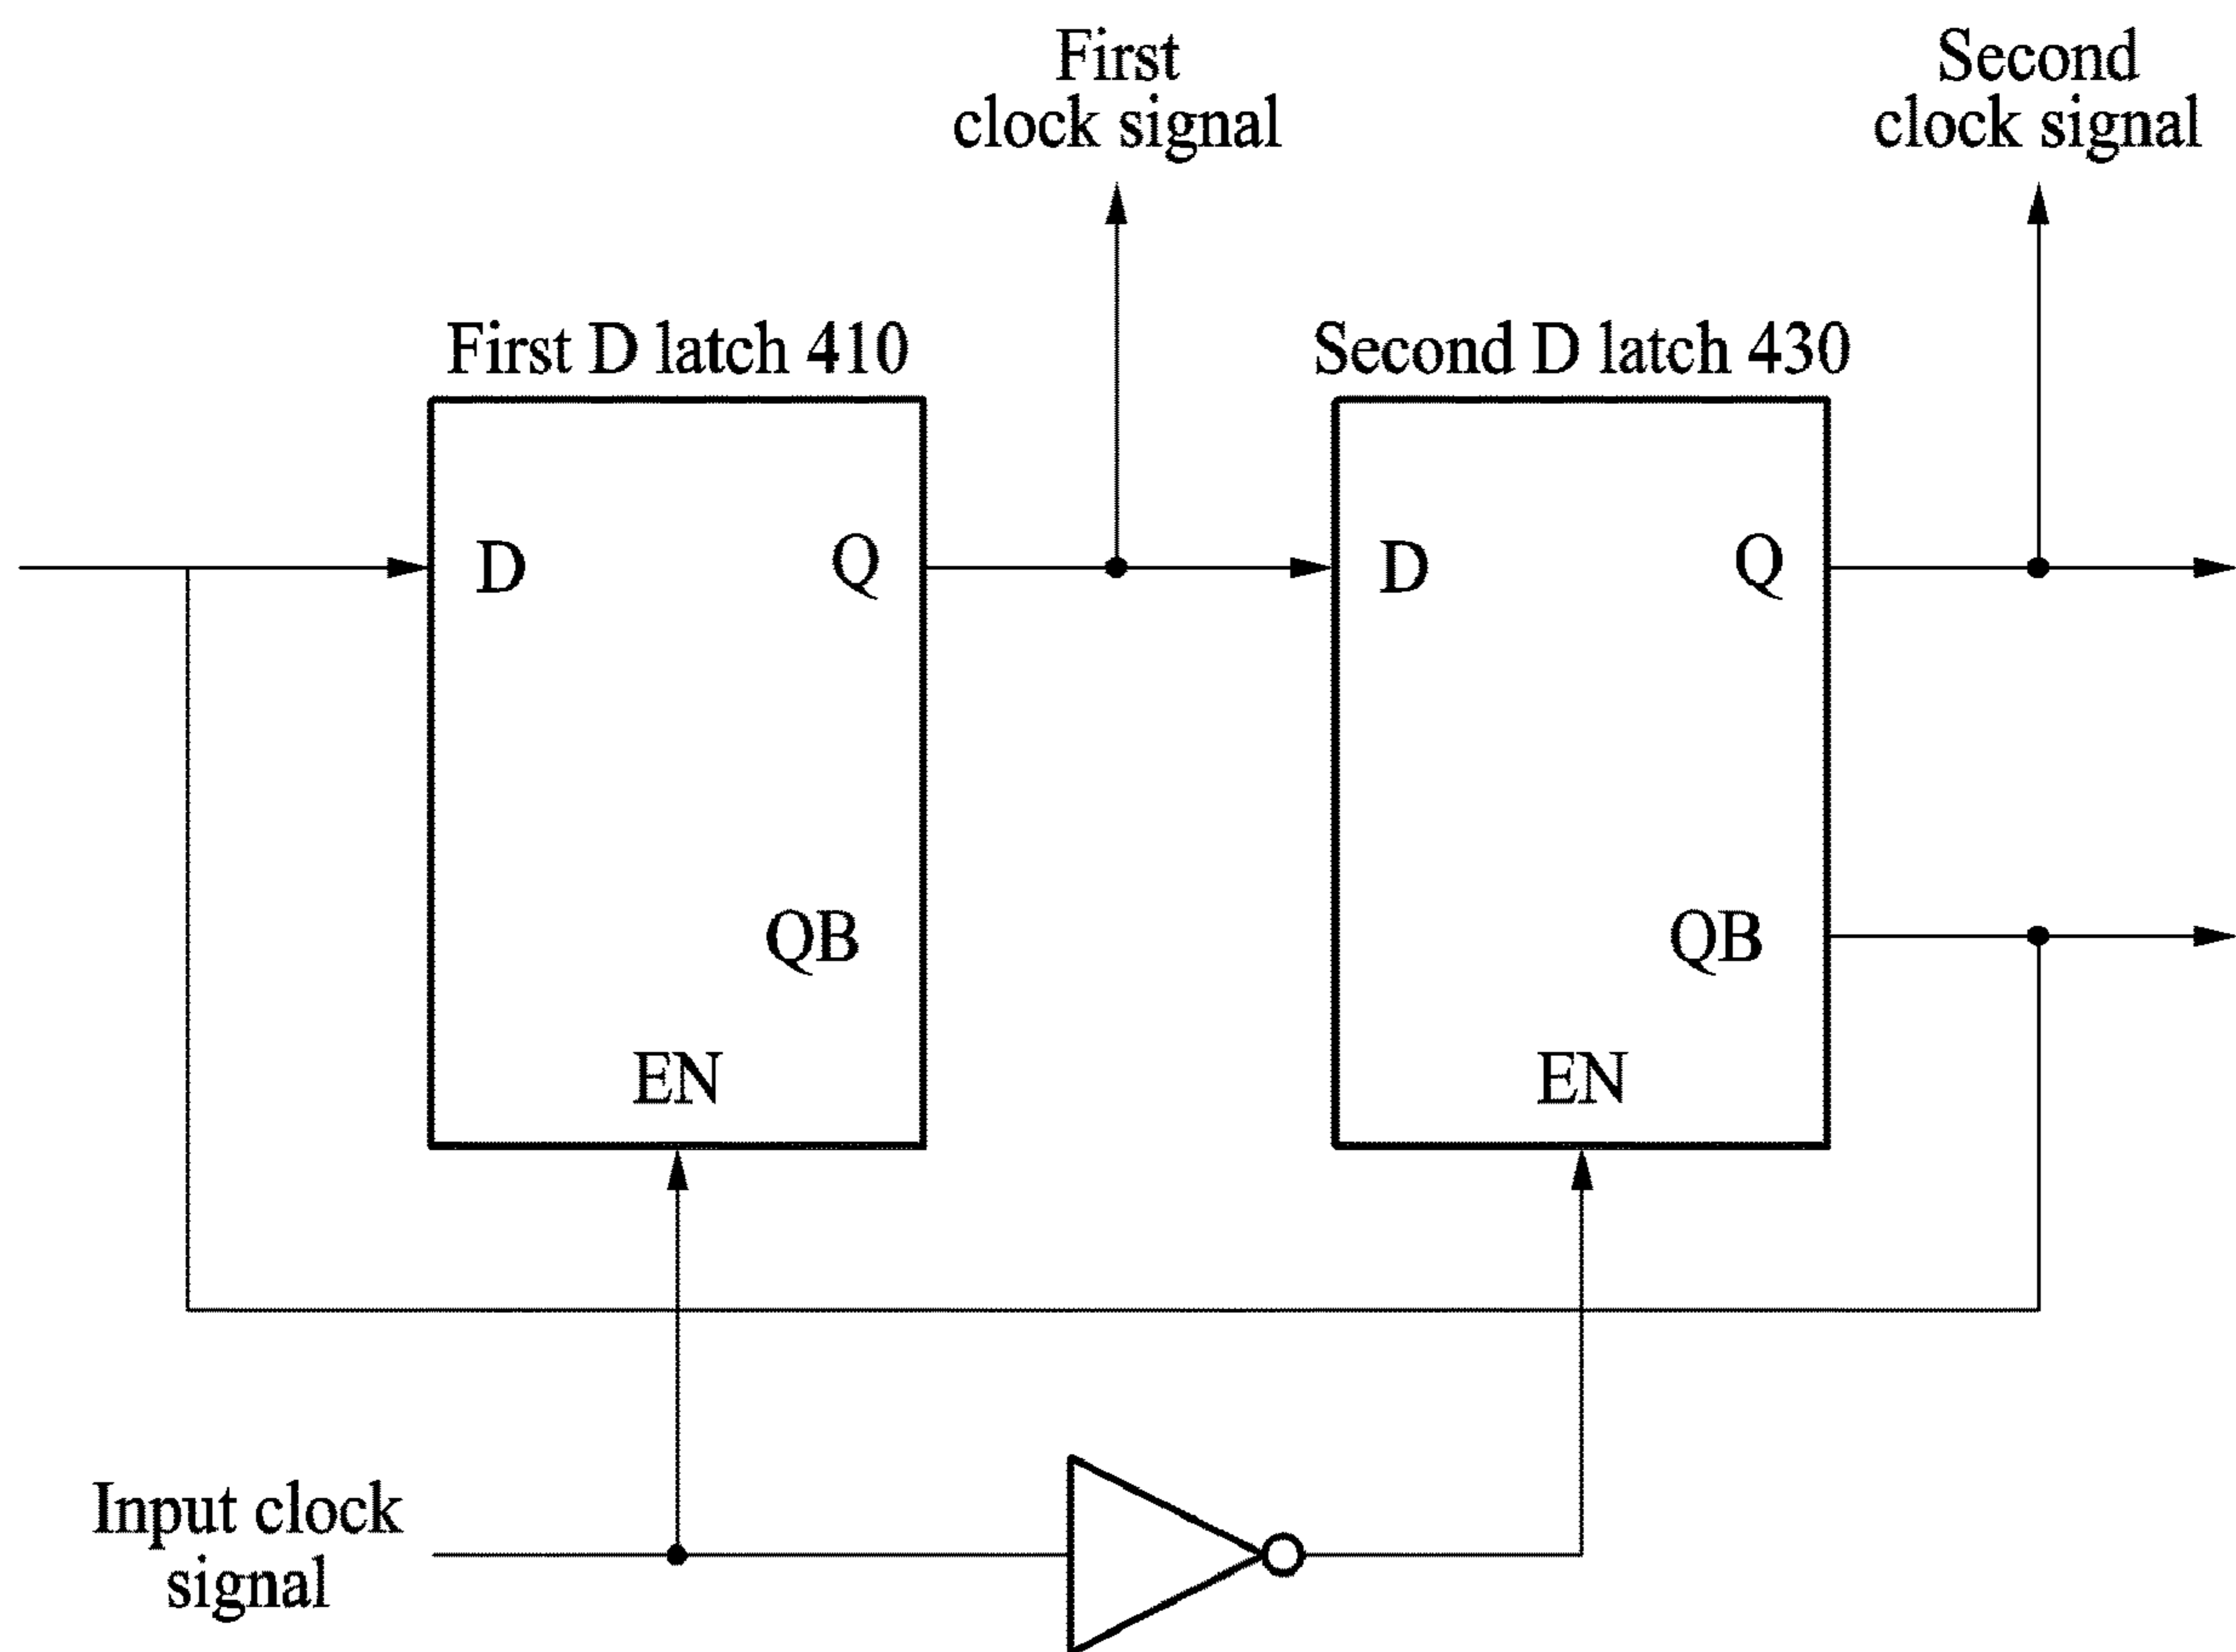 First
clock signal
Second
clock signal
First D latch 410
Second D latch 430
D
Q
D
Q
QB
QB
EN
EN
Input clock
signal